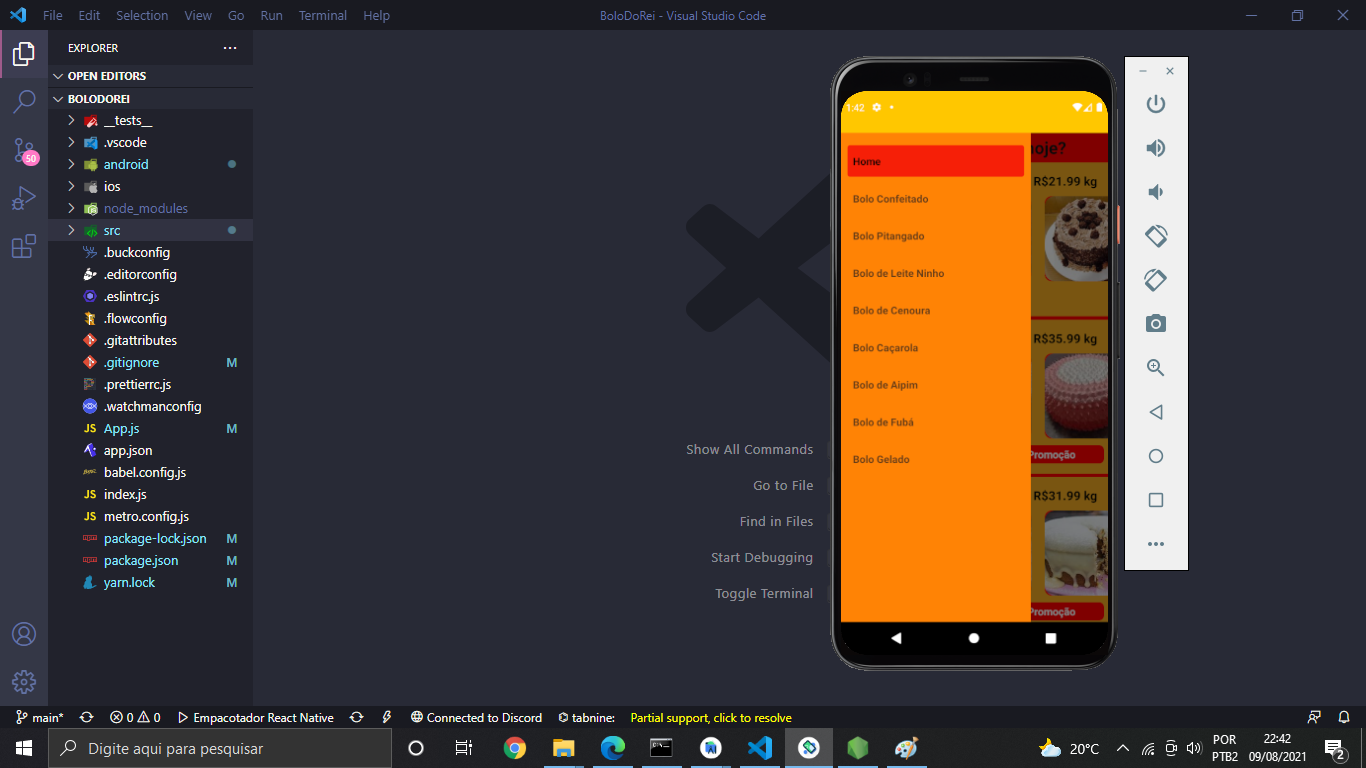 File Edit Selection View Go Run Terminal Help
BoloDoRei - Visual Studio Code
EXPLORER
OPEN EDITORS
BOLODOREI
__tests__
.vscode
android
ios
node_modules
src
.buckconfig
.editorconfig
.eslintrc.js
.flowconfig
.gitattributes
.gitignore M
.prettierrc.js
.watchmanconfig
JS App.js M
app.json
babel.config.js
JS index.js
JS metro.config.js
package-lock.json M
package.json M
yarn.lock M
50
Show All Commands
Go to File
Find in Files
Start Debugging
Toggle Terminal
1:42
Home
Bolo Confeitado
Bolo Pitangado
Bolo de Leite Ninho
Bolo de Cenoura
Bolo Caçarola
Bolo de Aipim
Bolo de Fubá
Bolo Gelado
hoje?
R$21.99 kg
R$35.99 kg
Promoção
R$31.99 kg
Promoção
main* 0 0 Empacotador React Native Connected to Discord tabnine: Partial support, click to resolve
Digite aqui para pesquisar
20°C
POR
PTB2
22:42
09/08/2021
2